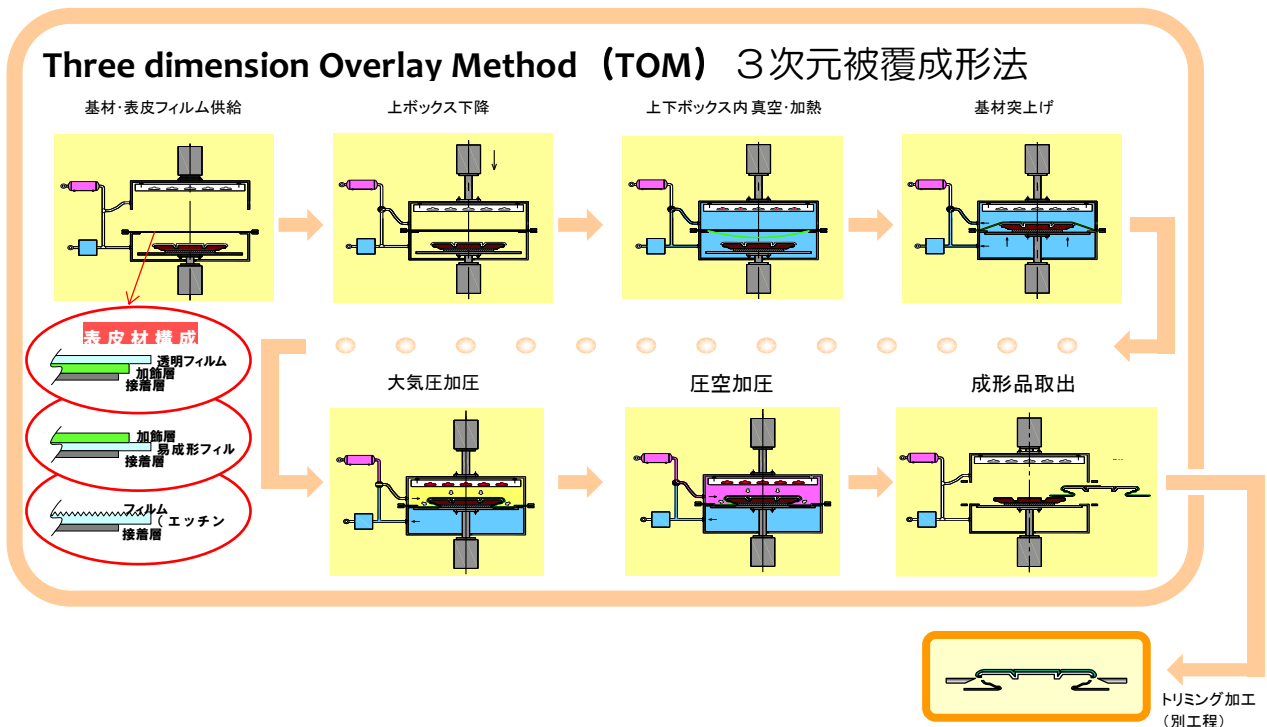 Three dimension Overlay Method （TOM） ３次元被覆成形法
基材・表皮フィルム供給
上ボックス下降
上下ボックス内真空・加熱
基材突上げ
表皮材構成
透明フィルム
加飾層
接着層
加飾層
易成形フィル
接着層
フィルム
（エッチン
接着層
大気圧加圧
圧空加圧
成形品取出
トリミング加工
（別工程）